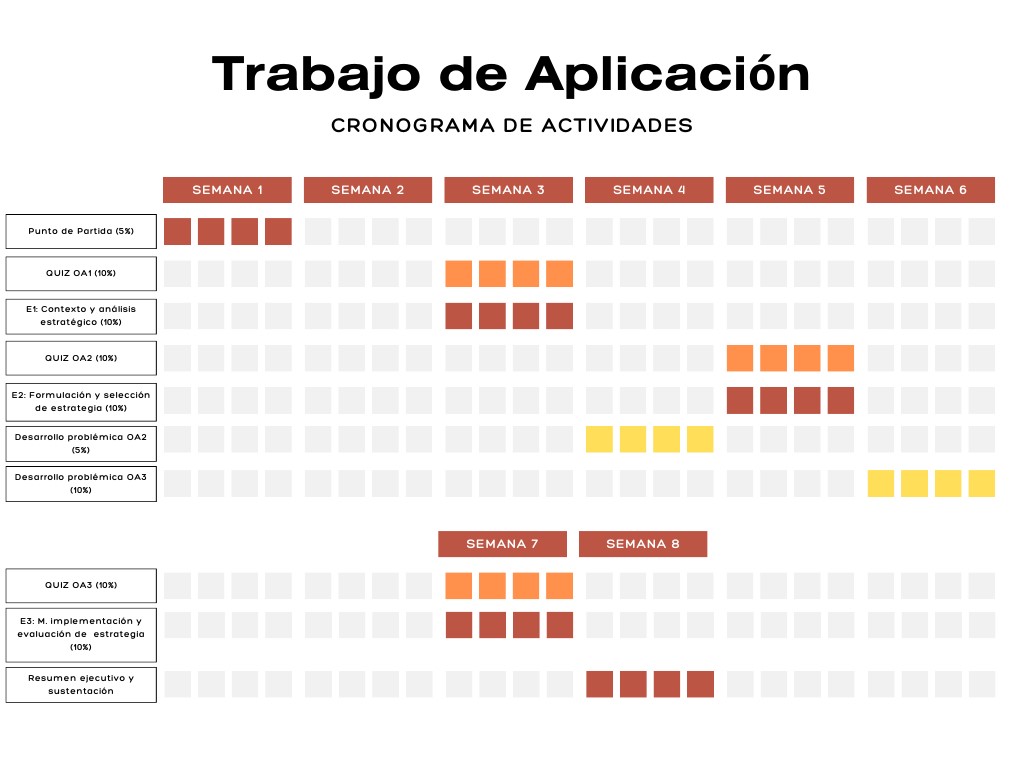 Trabajo de Aplicación
CRONOGRAMA DE ACTIVIDADES
SEMANA 1
SEMANA 2
SEMANA 3
SEMANA 4
SEMANA 5
SEMANA 6
Punto de Partida (5%)
QUIZ OA1 (10%)
E1: Contexto y análisis
estratégico (10%)
QUIZ OA2 (10%)
E2: Formulación y selección
de estrategia (10%)
Desarrollo problémica OA2
(5%)
Desarrollo problémica OA3
(10%)
SEMANA 7
SEMANA 8
QUIZ OA3 (10%)
E3: M. implementación y
evaluación de estrategia
(10%)
Resumen ejecutivo y
sustentación